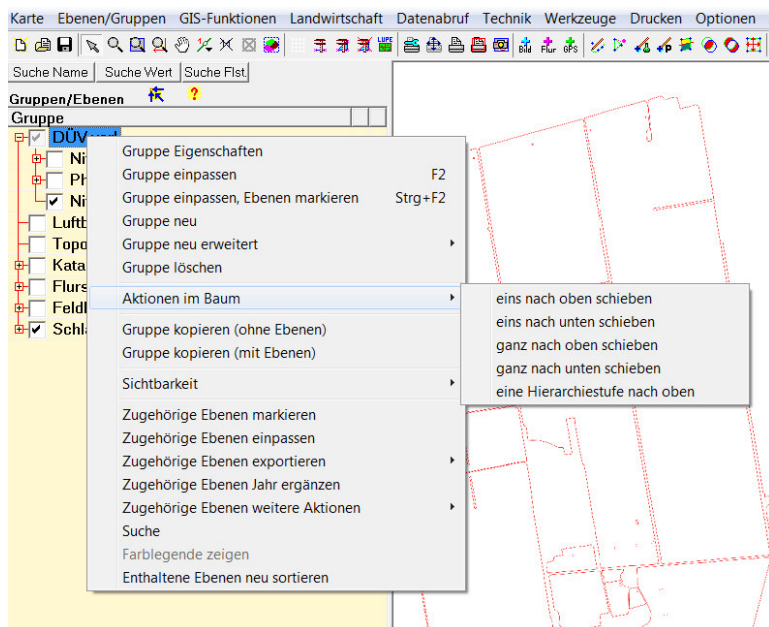 Karte Ebenen/Gruppen GIS-Funktionen Landwirtschaft Datenabruf Technik Werkzeuge Drucken Optionen
LUPE Bild Flur GPS
Suche Name Suche Wert Suche Flst.
Gruppen/Ebenen ?
Gruppe
Gruppe Eigenschaften
Gruppe einpassen F2
Gruppe einpassen, Ebenen markieren Strg+F2
Gruppe neu
Gruppe neu erweitert
Gruppe löschen
Aktionen im Baum
Gruppe kopieren (ohne Ebenen)
Gruppe kopieren (mit Ebenen)
Sichtbarkeit
Zugehörige Ebenen markieren
Zugehörige Ebenen einpassen
Zugehörige Ebenen exportieren
Zugehörige Ebenen Jahr ergänzen
Zugehörige Ebenen weitere Aktionen
Suche
Farblegende zeigen
Enthaltene Ebenen neu sortieren
eins nach oben schieben
eins nach unten schieben
ganz nach oben schieben
ganz nach unten schieben
eine Hierarchiestufe nach oben